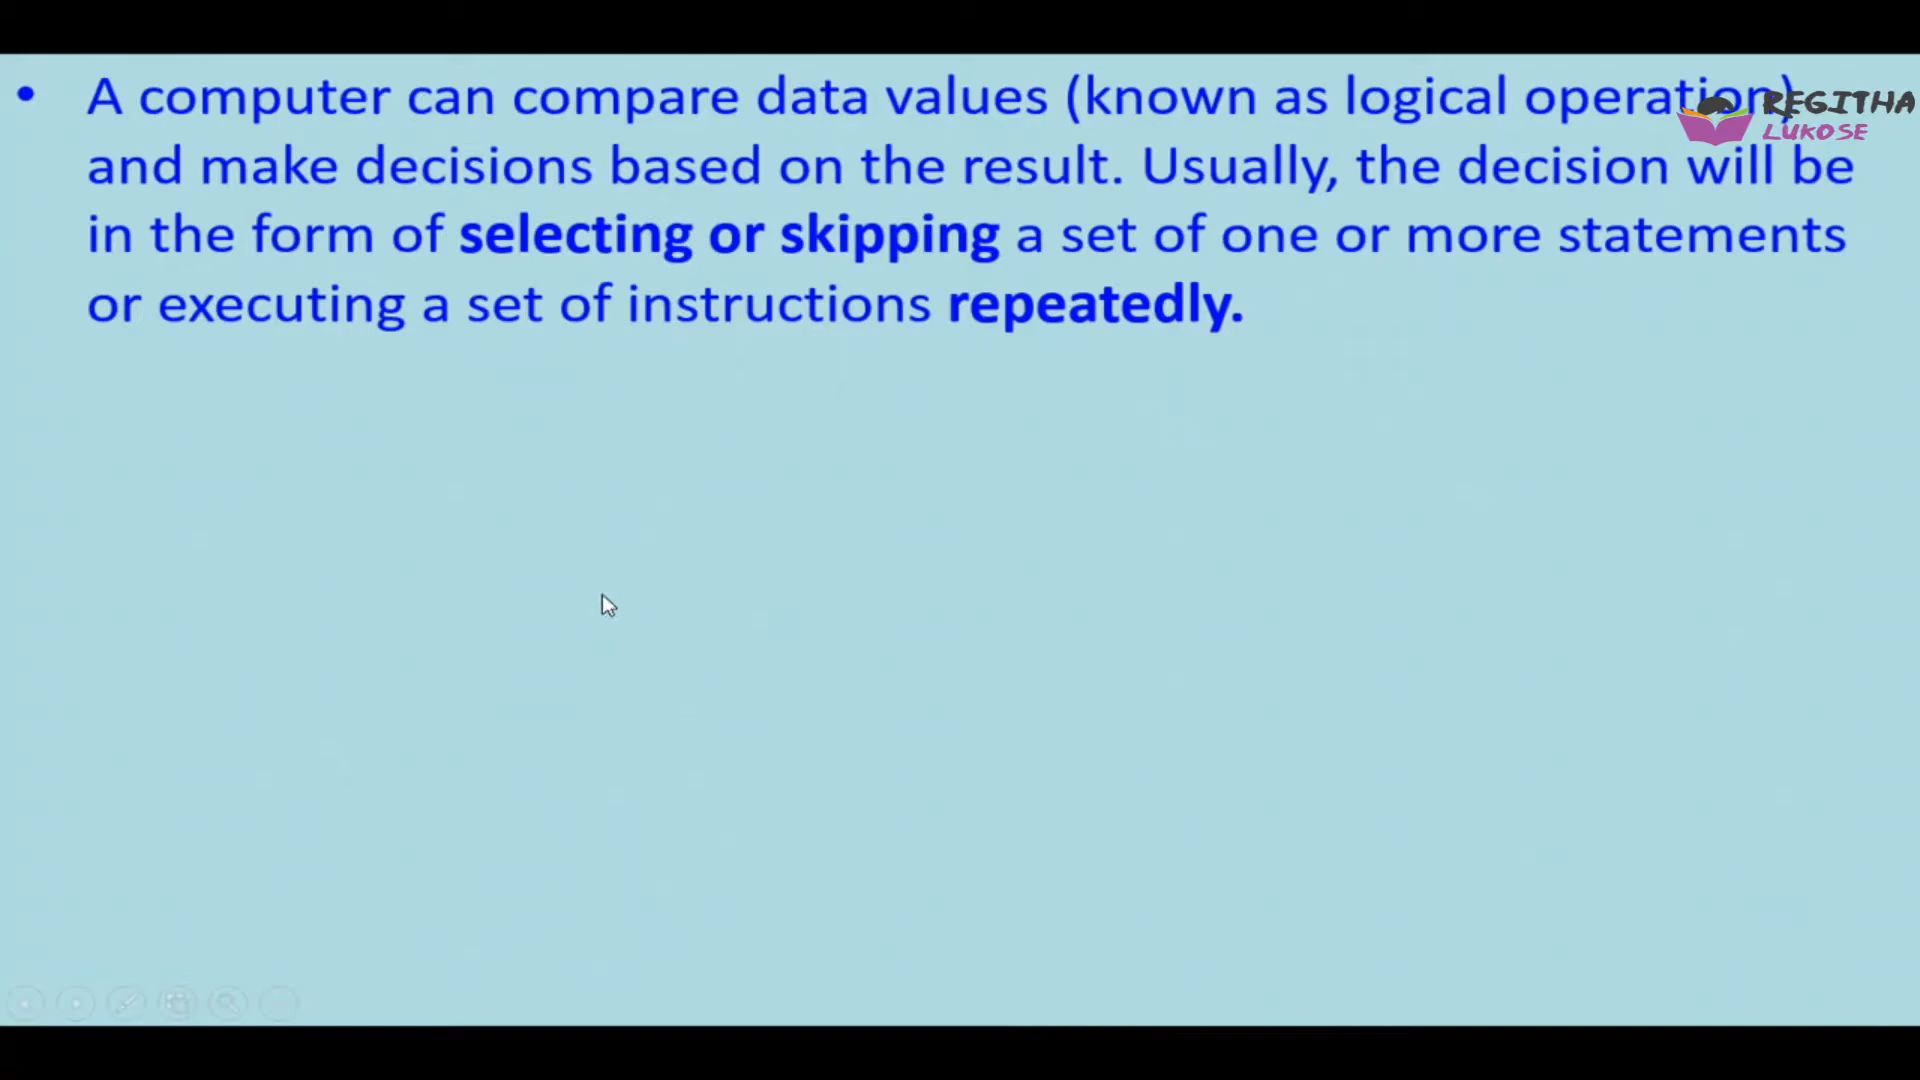 • A computer can compare data values (known as logical operation)
and make decisions based on the result. Usually, the decision will be
in the form of selecting or skipping a set of one or more statements
or executing a set of instructions repeatedly.
REGITHA
LUKOSE